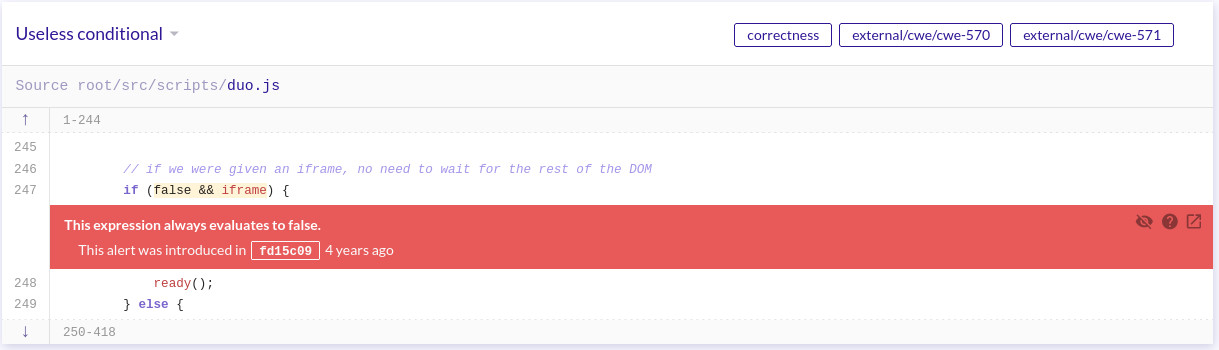 Useless conditional
correctness external/cwe/cwe-570 external/cwe/cwe-571
Source root/src/scripts/duo.js
↑ 1-244
245
246 // if we were given an iframe, no need to wait for the rest of the DOM
247 if (false && iframe) {
This expression always evaluates to false.
This alert was introduced in fd15c09 4 years ago
248 ready();
249 } else {
↓ 250-418